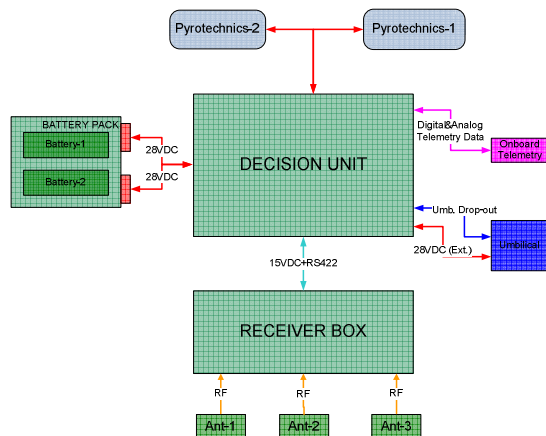 Pyrotechnics-2
Pyrotechnics-1
BATTERY PACK
Battery-1
28VDC
Battery-2
28VDC
DECISION UNIT
Digital&Analog
Telemetry Data
Onboard
Telemetry
Umb. Drop-out
28VDC (Ext.)
Umbilical
15VDC+RS422
RECEIVER BOX
RF
RF
RF
Ant-1
Ant-2
Ant-3